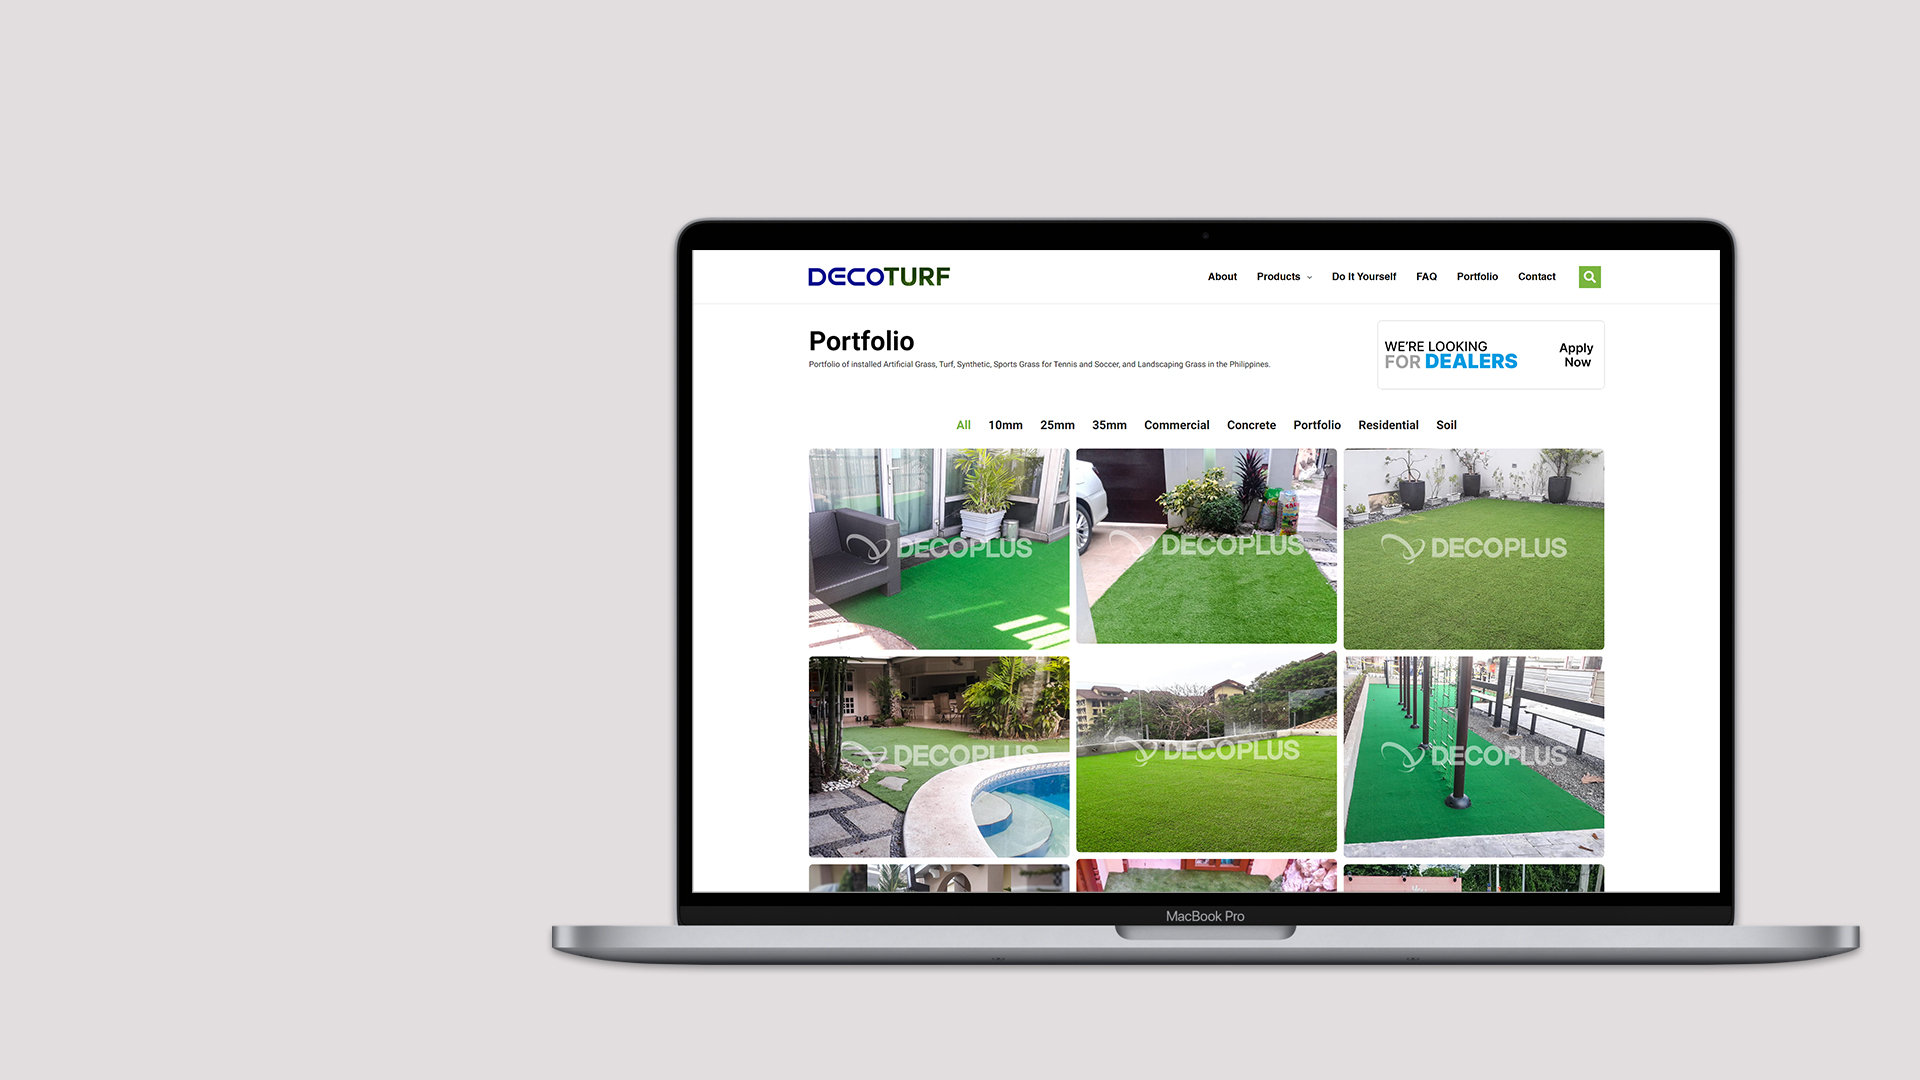 DECOTURF
About Products Do It Yourself FAQ Portfolio Contact
Portfolio
Portfolio of installed Artificial Grass, Turf, Synthetic, Sports Grass for Tennis and Soccer, and Landscaping Grass in the Philippines.
WE'RE LOOKING
FOR DEALERS
Apply
Now
All 10mm 25mm 35mm Commercial Concrete Portfolio Residential Soil
DECOPLUS
DECOPLUS
DECOPLUS
DECOPLUS
DECOPLUS
DECOPLUS
MacBook Pro